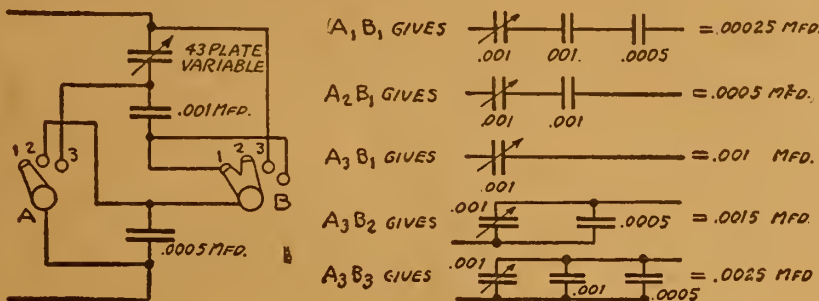 43 PLATE
VARIABLE
.001 MFD.
1 2 3
A
1 2 3
B
.0005 MFD.
A1 B1 GIVES .001 001. .0005 = .00025 MFD.
A2 B1 GIVES .001 .001 = .0005 MFD.
A3 B1 GIVES .001 = .001 MFD.
A3 B2 GIVES .001 .0005 = .0015 MFD.
A3 B3 GIVES .001 .001 .0005 = .0025 MFD